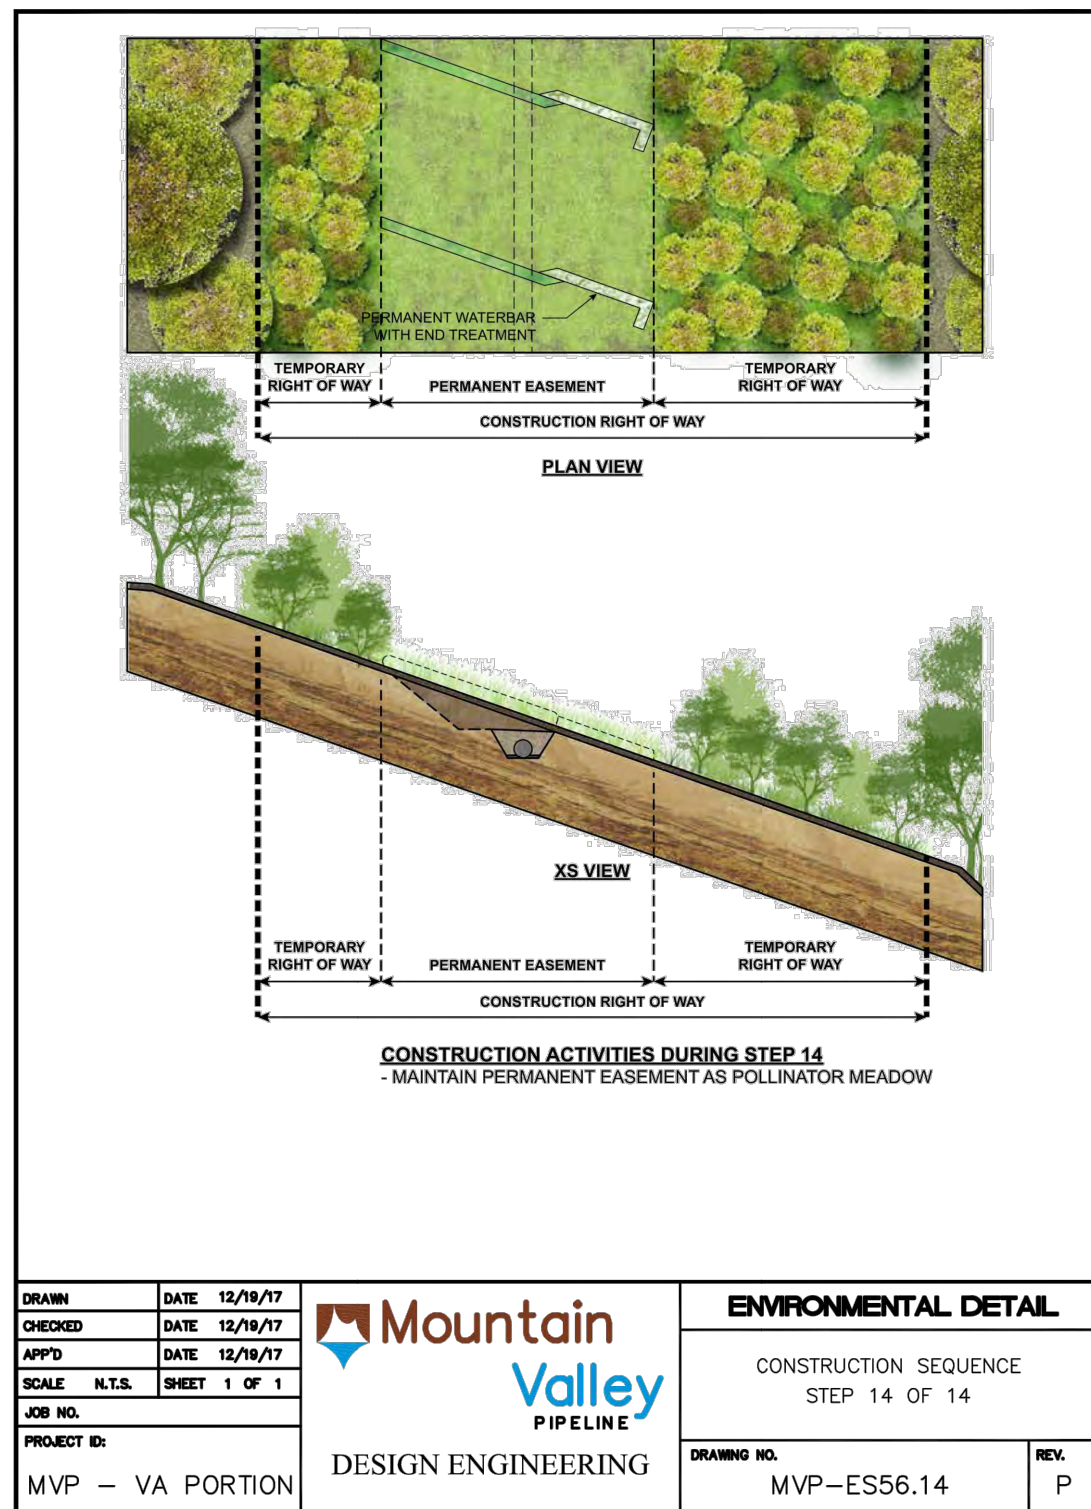 PERMANENT WATERBAR
WITH END TREATMENT
TEMPORARY
RIGHT OF WAY
PERMANENT EASEMENT
TEMPORARY
RIGHT OF WAY
CONSTRUCTION RIGHT OF WAY
PLAN VIEW
XS VIEW
TEMPORARY
RIGHT OF WAY
PERMANENT EASEMENT
TEMPORARY
RIGHT OF WAY
CONSTRUCTION RIGHT OF WAY
CONSTRUCTION ACTIVITIES DURING STEP 14
- MAINTAIN PERMANENT EASEMENT AS POLLINATOR MEADOW
DRAWN DATE 12/19/17
CHECKED DATE 12/19/17
APP'D DATE 12/19/17
SCALE N.T.S. SHEET 1 OF 1
JOB NO.
PROJECT ID:
MVP - VA PORTION
Mountain
Valley
PIPELINE
DESIGN ENGINEERING
ENVIRONMENTAL DETAIL
CONSTRUCTION SEQUENCE
STEP 14 OF 14
DRAWING NO.
MVP-ES56.14
REV.
P